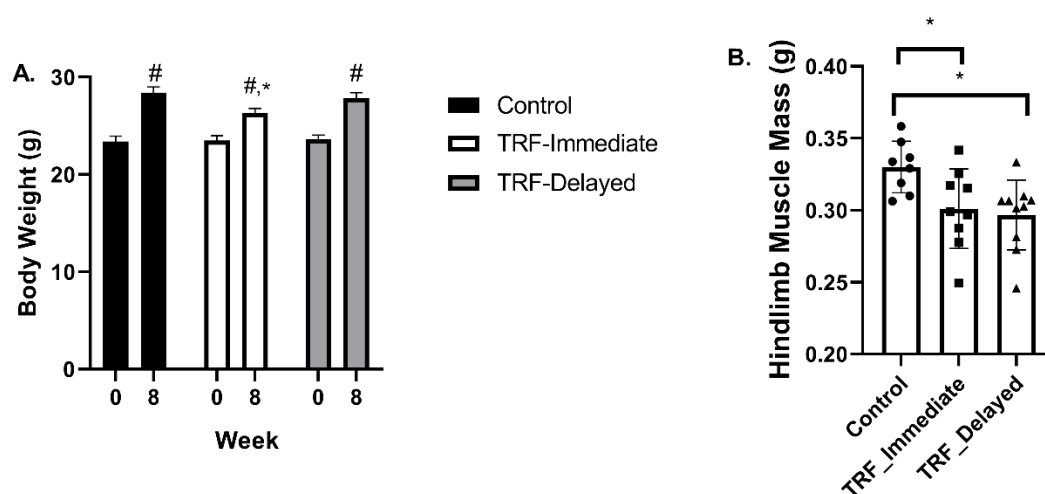 A.
Body Weight (g)
30
20
10
0
#
#,*
#
0 8 0 8 0 8
Week
Control
TRF-Immediate
TRF-Delayed
B.
Hindlimb Muscle Mass (g)
0.40
0.35
0.30
0.25
0.20
*
*
Control
TRF_Immediate
TRF_Delayed